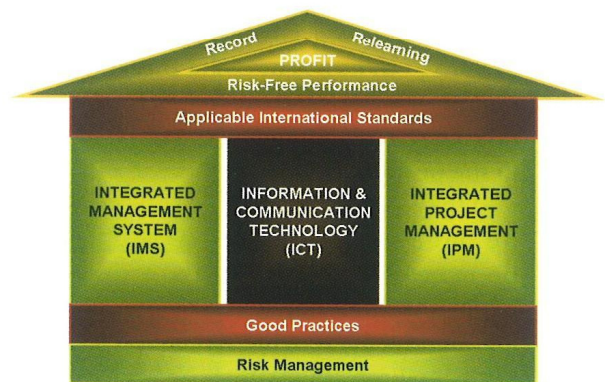 Record
Relearning
PROFIT
Risk-Free Performance
Applicable International Standards
INTEGRATED
MANAGEMENT
SYSTEM
(IMS)
INFORMATION &
COMMUNICATION
TECHNOLOGY
(ICT)
INTEGRATED
PROJECT
MANAGEMENT
(IPM)
Good Practices
Risk Management